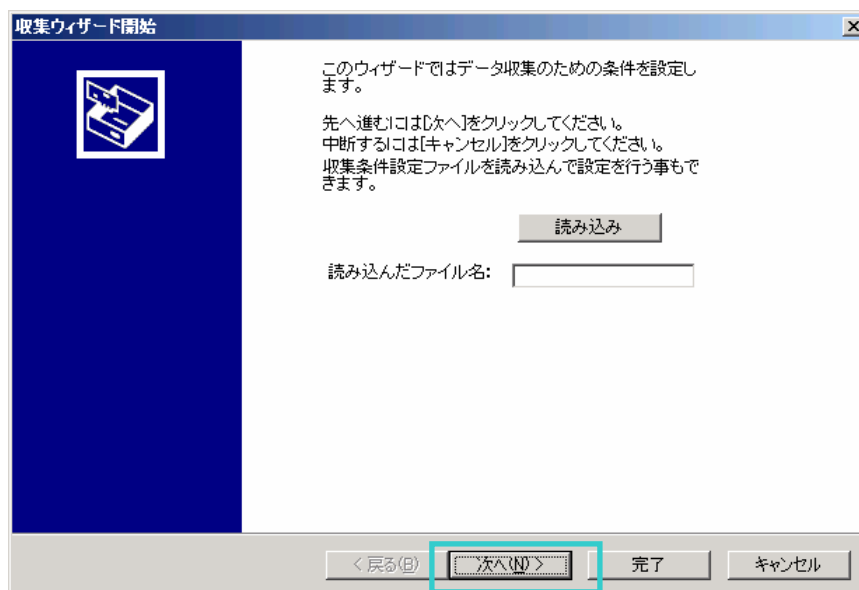 収集ウィザード開始
このウィザードではデータ収集のための条件を設定し
ます。
先へ進むには[次へ]をクリックしてください。
中断するには[キャンセル]をクリックしてください。
収集条件設定ファイルを読み込んで設定を行う事もで
きます。
読み込み
読み込んだファイル名:
< 戻る(B)
次へ(N) >
完了
キャンセル